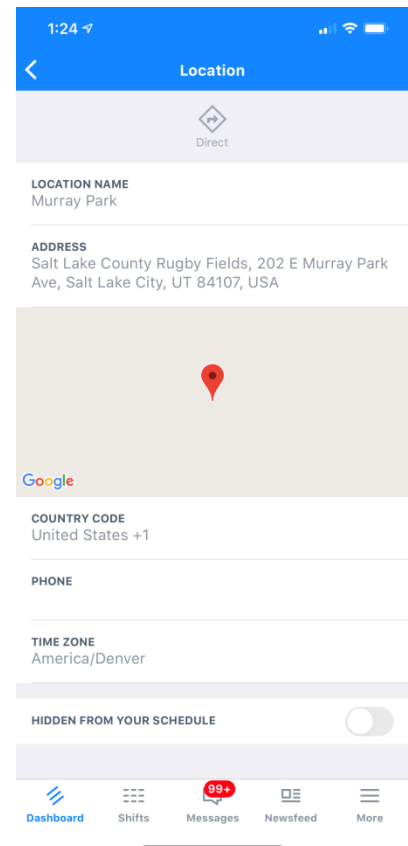 1:24
Location
Direct
LOCATION NAME
Murray Park
ADDRESS
Salt Lake County Rugby Fields, 202 E Murray Park
Ave, Salt Lake City, UT 84107, USA
Google
COUNTRY CODE
United States +1
PHONE
TIME ZONE
America/Denver
HIDDEN FROM YOUR SCHEDULE
99+
Dashboard Shifts Messages Newsfeed More